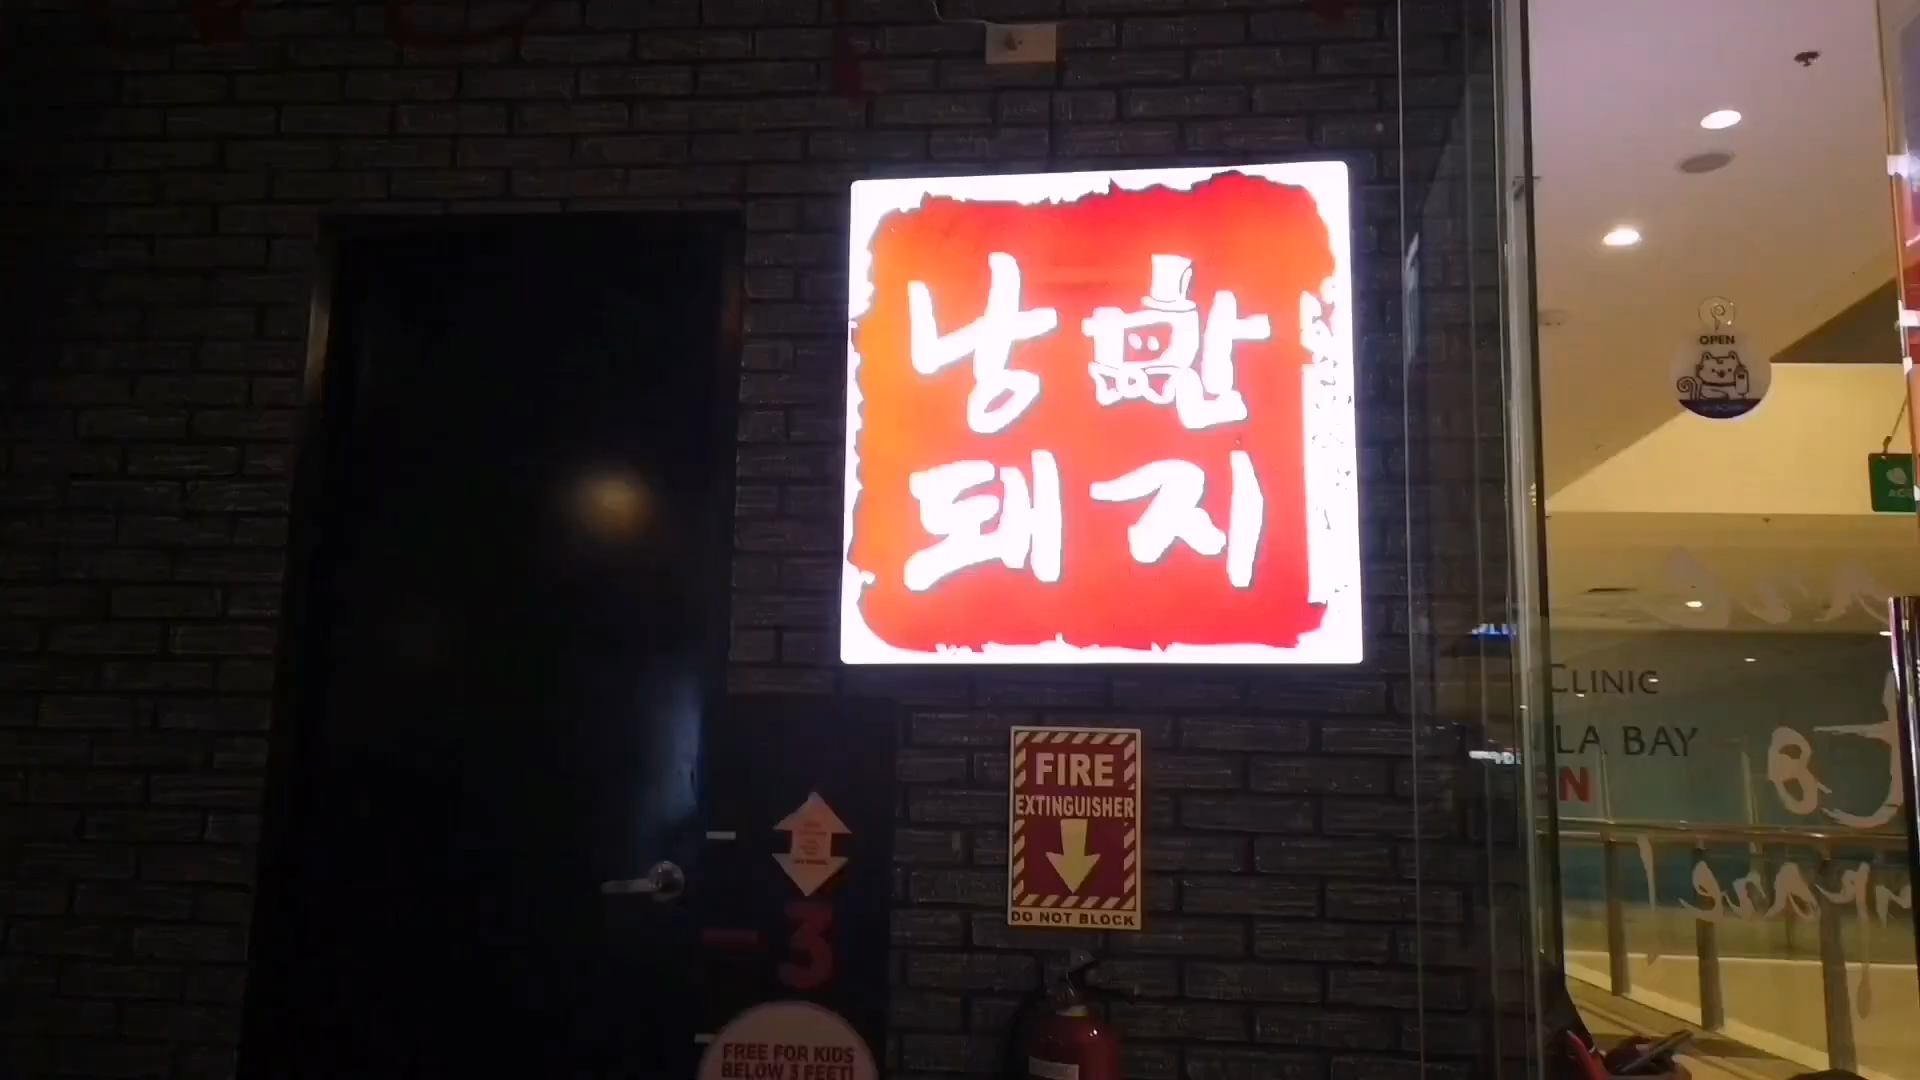 낭만
돼지
OPEN
FIRE
EXTINGUISHER
DO NOT BLOCK
3
FREE FOR KIDS
BELOW 3 FEET!
CLINIC
LA BAY
N
to